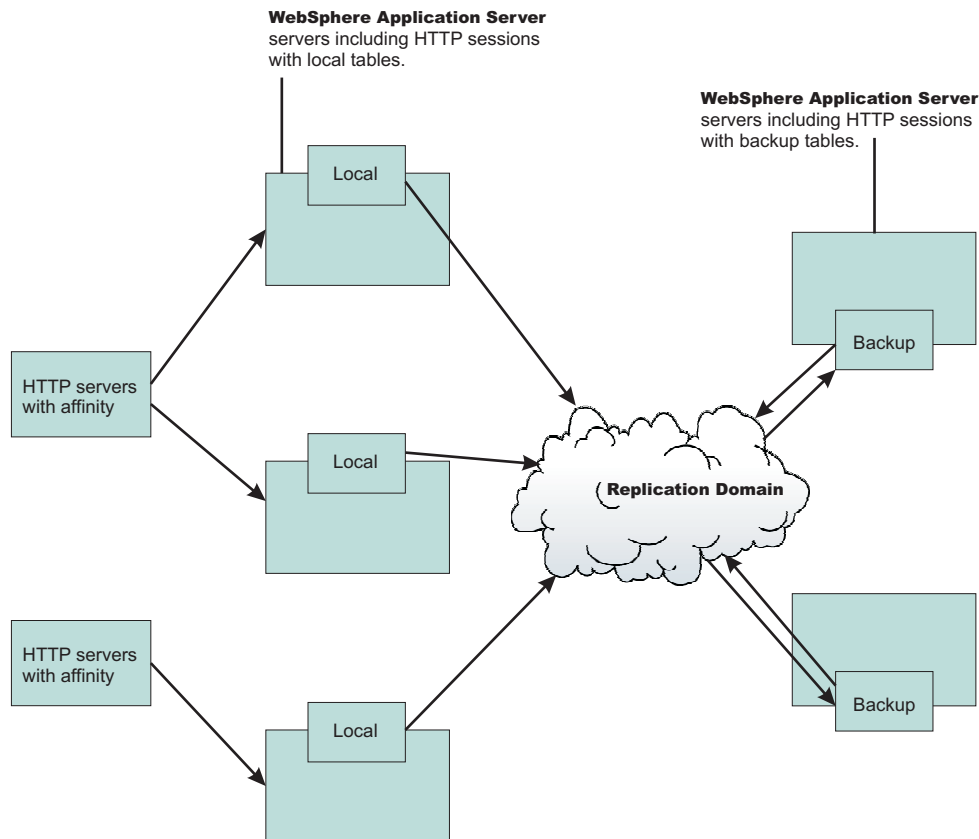 WebSphere Application Server
servers including HTTP sessions
with local tables.
WebSphere Application Server
servers including HTTP sessions
with backup tables.
Local
Backup
HTTP servers
with affinity
Local
Replication Domain
HTTP servers
with affinity
Local
Backup